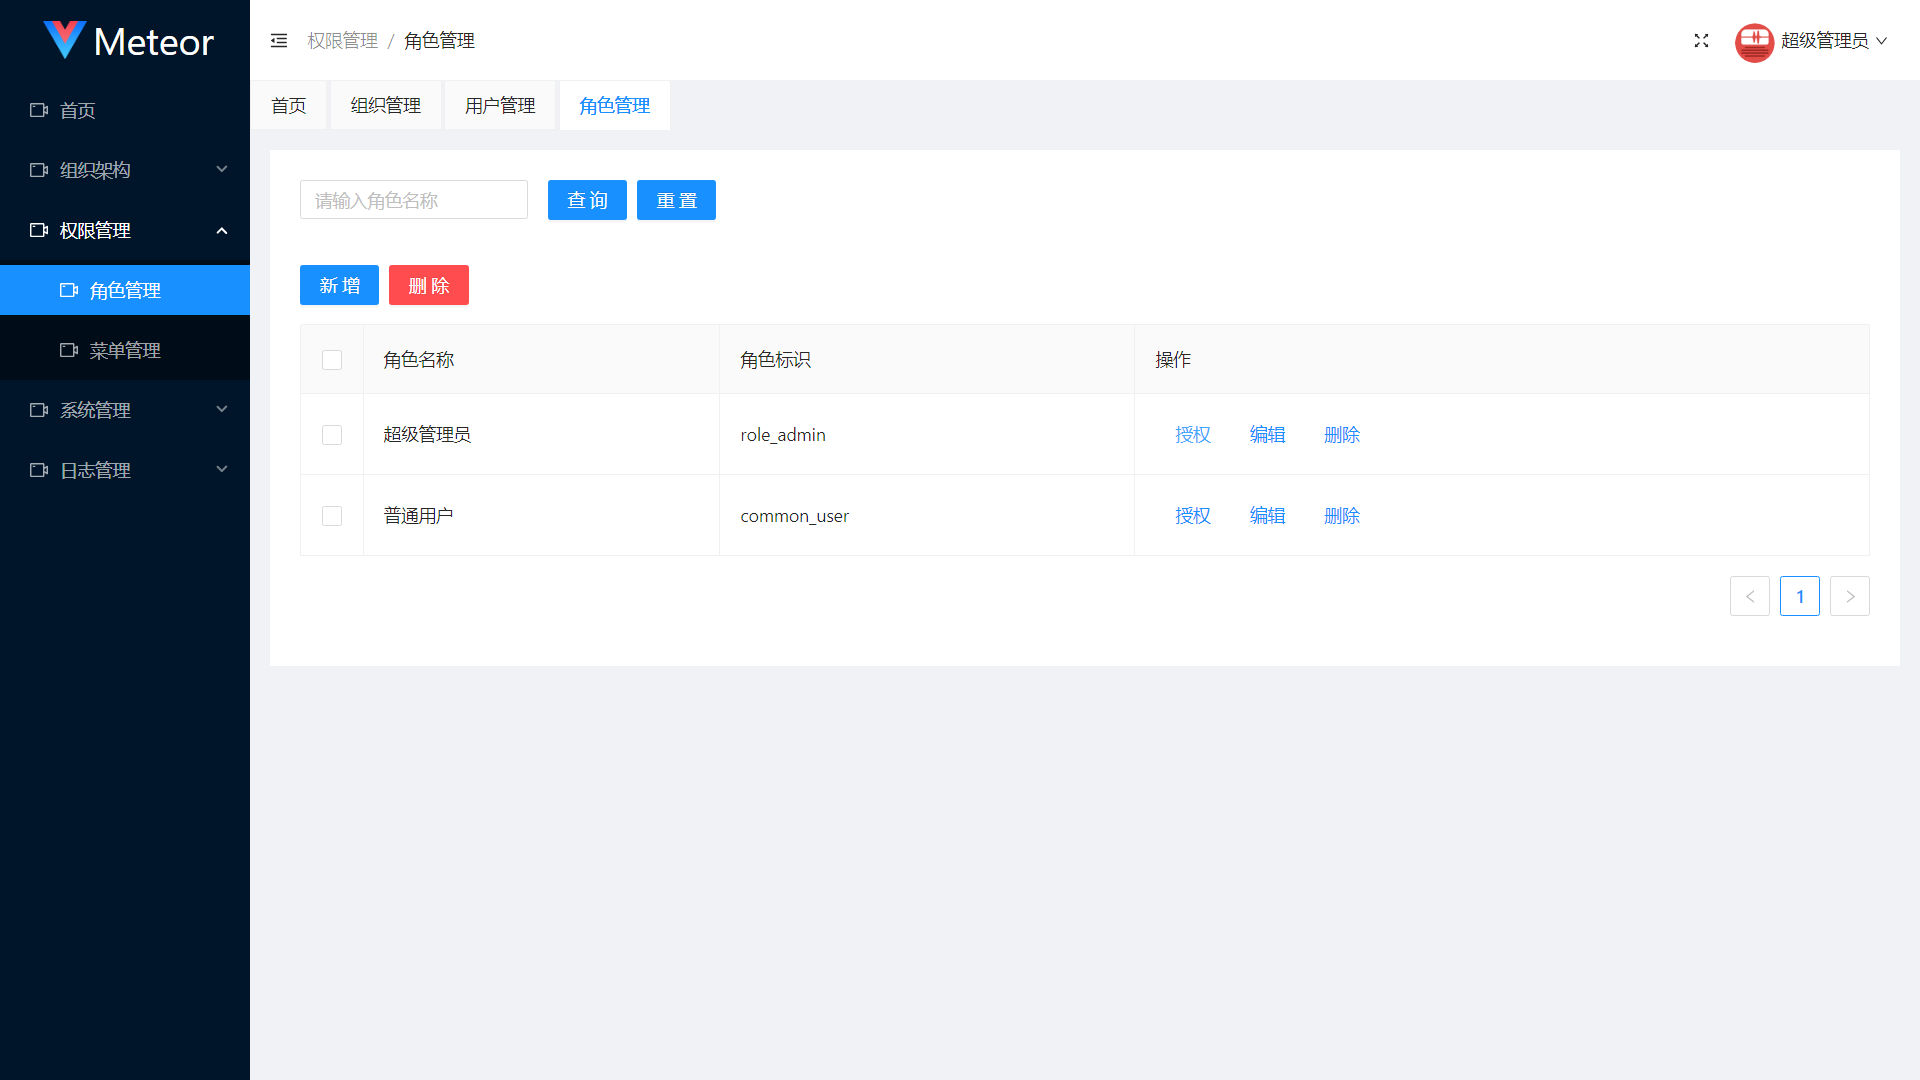 Meteor
首页
组织架构
权限管理
角色管理
菜单管理
系统管理
日志管理
权限管理 / 角色管理
超级管理员
首页 组织管理 用户管理 角色管理
请输入角色名称 查 询 重 置
新 增 删 除
角色名称 角色标识 操作
超级管理员 role_admin 授权 编辑 删除
普通用户 common_user 授权 编辑 删除
< 1 >